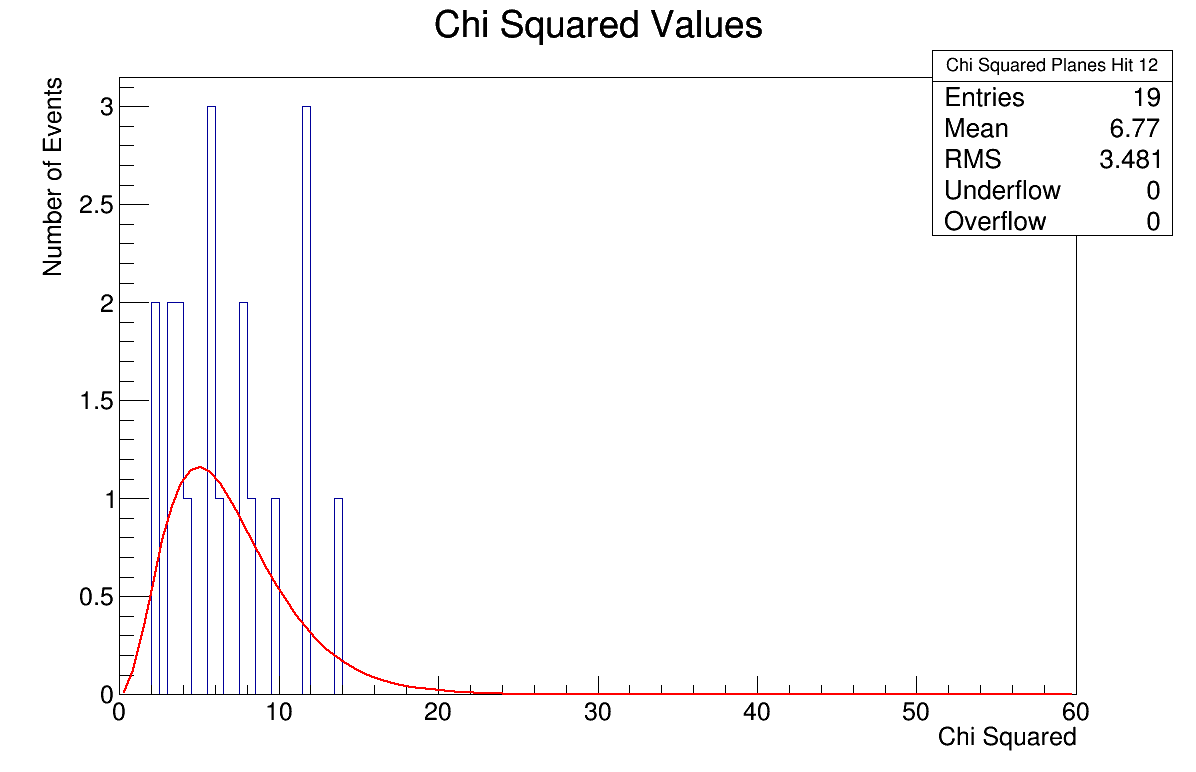 Chi Squared Values
Chi Squared Planes Hit 12
Entries 19
Mean 6.77
RMS 3.481
Underflow 0
Overflow 0
Number of Events
3
2.5
2
1.5
1
0.5
0
0 10 20 30 40 50 60
Chi Squared